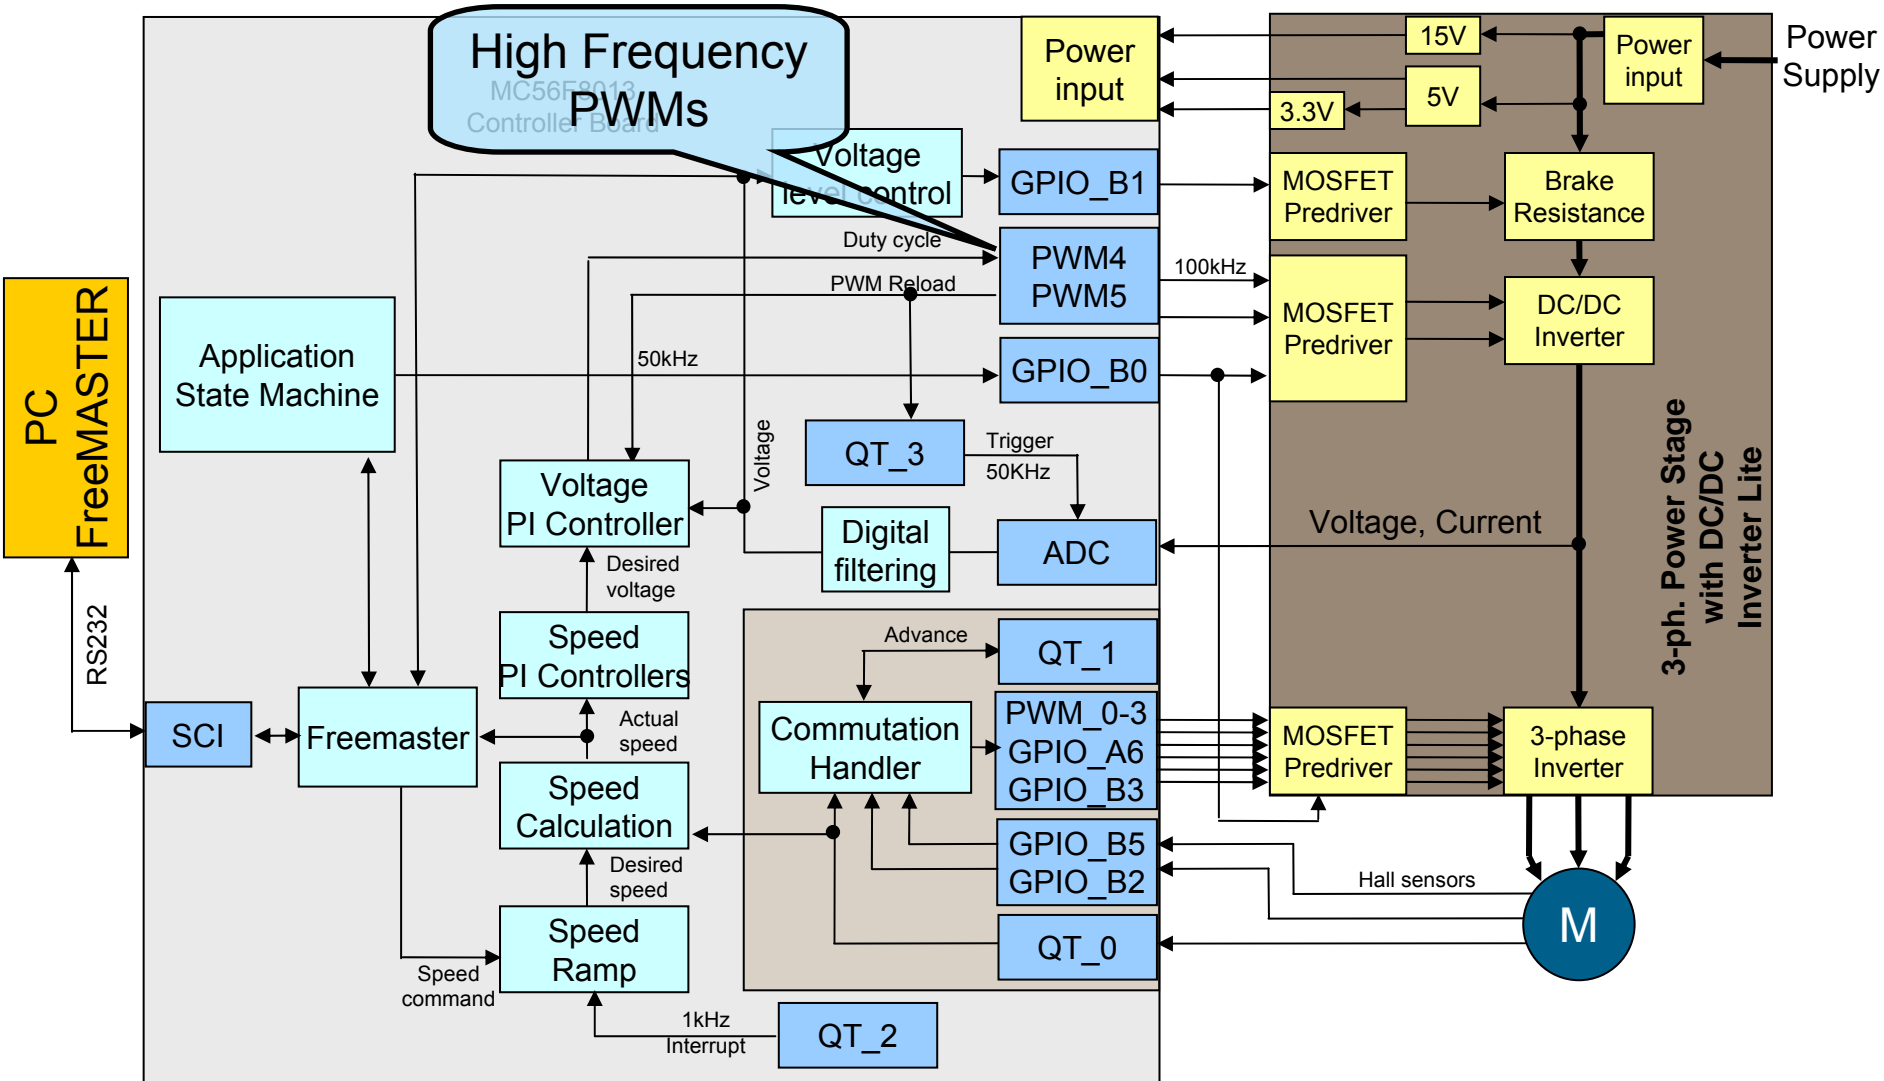 High Frequency
PWMs
MC56F8013
Controller Board
Power
input
15V
5V
3.3V
Power
input
Power
Supply
Voltage
level control
GPIO_B1
MOSFET
Predriver
Brake
Resistance
Duty cycle
PWM Reload
PWM4
PWM5
100kHz
MOSFET
Predriver
DC/DC
Inverter
PC
FreeMASTER
Application
State Machine
50kHz
GPIO_B0
QT_3
Trigger
50KHz
Voltage
Voltage
PI Controller
Digital
filtering
ADC
Voltage, Current
3-ph. Power Stage
with DC/DC
Inverter Lite
Desired
voltage
RS232
Speed
PI Controllers
Advance
QT_1
SCI
Freemaster
Actual
speed
Commutation
Handler
PWM_0-3
GPIO_A6
GPIO_B3
MOSFET
Predriver
3-phase
Inverter
Speed
Calculation
GPIO_B5
GPIO_B2
Desired
speed
Hall sensors
M
Speed
Ramp
QT_0
Speed
command
1kHz
Interrupt
QT_2